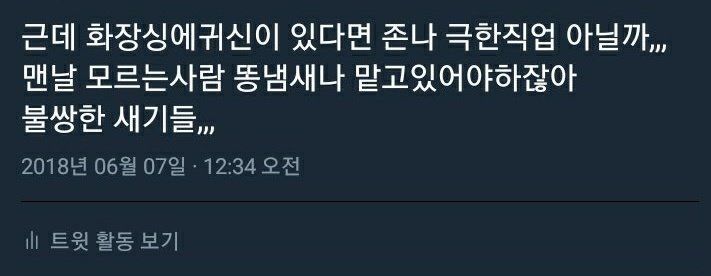 근데 화장싱에귀신이 있다면 존나 극한직업 아닐까,,,
맨날 모르는사람 똥냄새나 맡고있어야하잖아
불쌍한 새기들,,,
2018년 06월 07일 · 12:34 오전
트윗 활동 보기